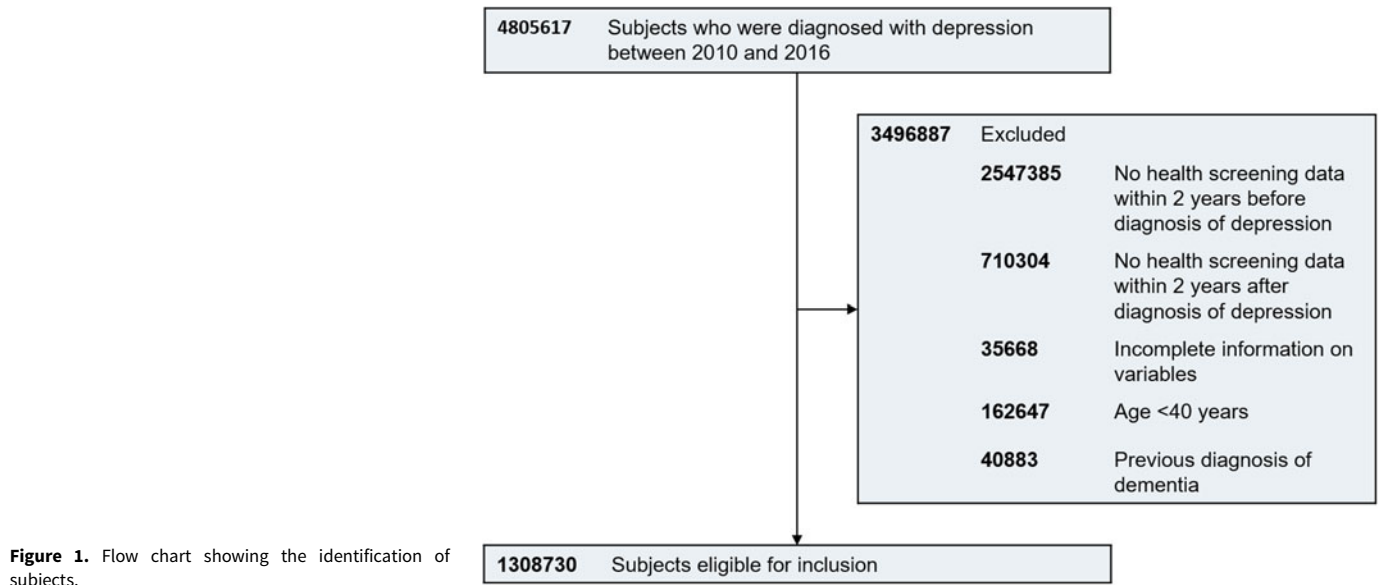 4805617 Subjects who were diagnosed with depression
between 2010 and 2016
3496887 Excluded
2547385 No health screening data
within 2 years before
diagnosis of depression
710304 No health screening data
within 2 years after
diagnosis of depression
35668 Incomplete information on
variables
162647 Age <40 years
40883 Previous diagnosis of
dementia
1308730 Subjects eligible for inclusion
Figure 1. Flow chart showing the identification of
subjects.